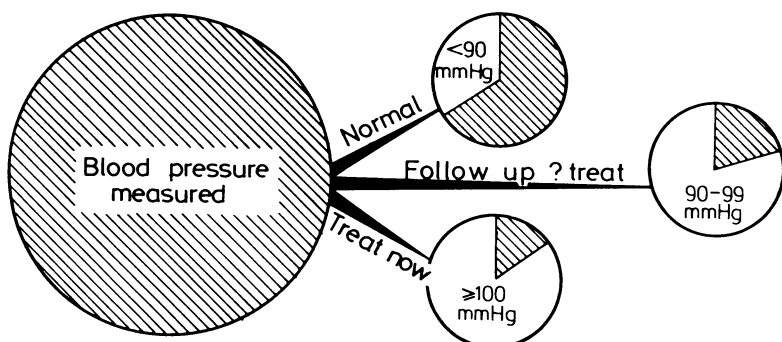 Blood pressure
measured
Normal
<90
mmHg
Follow up ? treat
90-99
mmHg
Treat now
≥100
mmHg